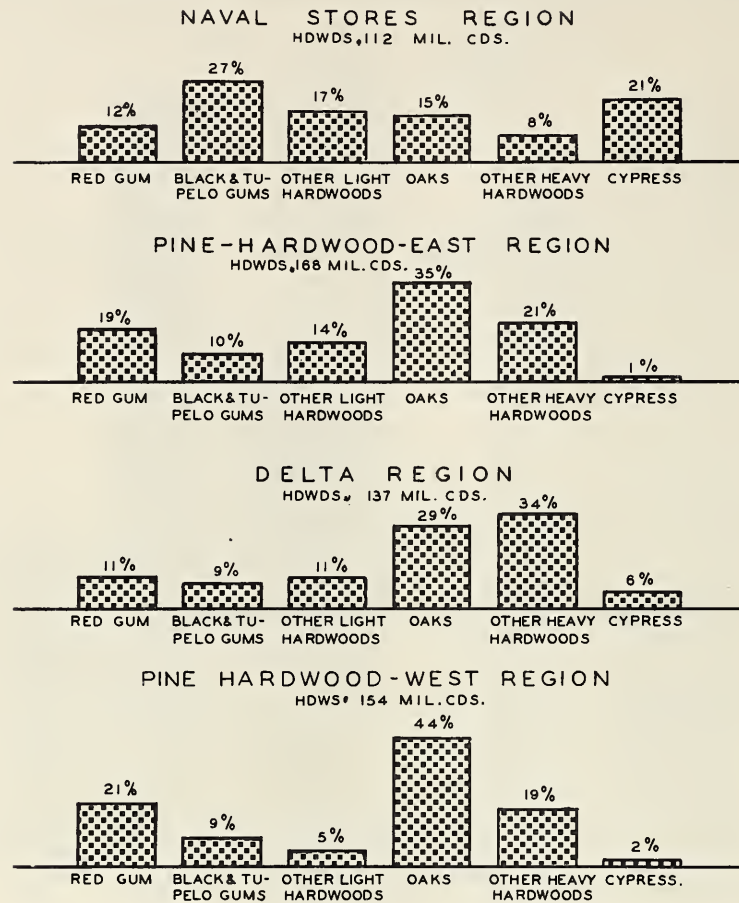 NAVAL STORES REGION
HDWDS, 112 MIL. CDS.
12% 27% 17% 15% 8% 21%
RED GUM BLACK & TU- OTHER LIGHT OAKS OTHER HEAVY CYPRESS
PELO GUMS HARDWOODS HARDWOODS
PINE-HARDWOOD-EAST REGION
HDWDS, 168 MIL. CDS.
19% 10% 14% 35% 21% 1%
RED GUM BLACK & TU- OTHER LIGHT OAKS OTHER HEAVY CYPRESS
PELO GUMS HARDWOODS HARDWOODS
DELTA REGION
HDWDS, 137 MIL. CDS.
11% 9% 11% 29% 34% 6%
RED GUM BLACK & TU- OTHER LIGHT OAKS OTHER HEAVY CYPRESS
PELO GUMS HARDWOODS HARDWOODS
PINE HARDWOOD-WEST REGION
HDWS, 154 MIL. CDS.
21% 9% 5% 44% 19% 2%
RED GUM BLACK & TU- OTHER LIGHT OAKS OTHER HEAVY CYPRESS.
PELO GUMS HARDWOODS HARDWOODS